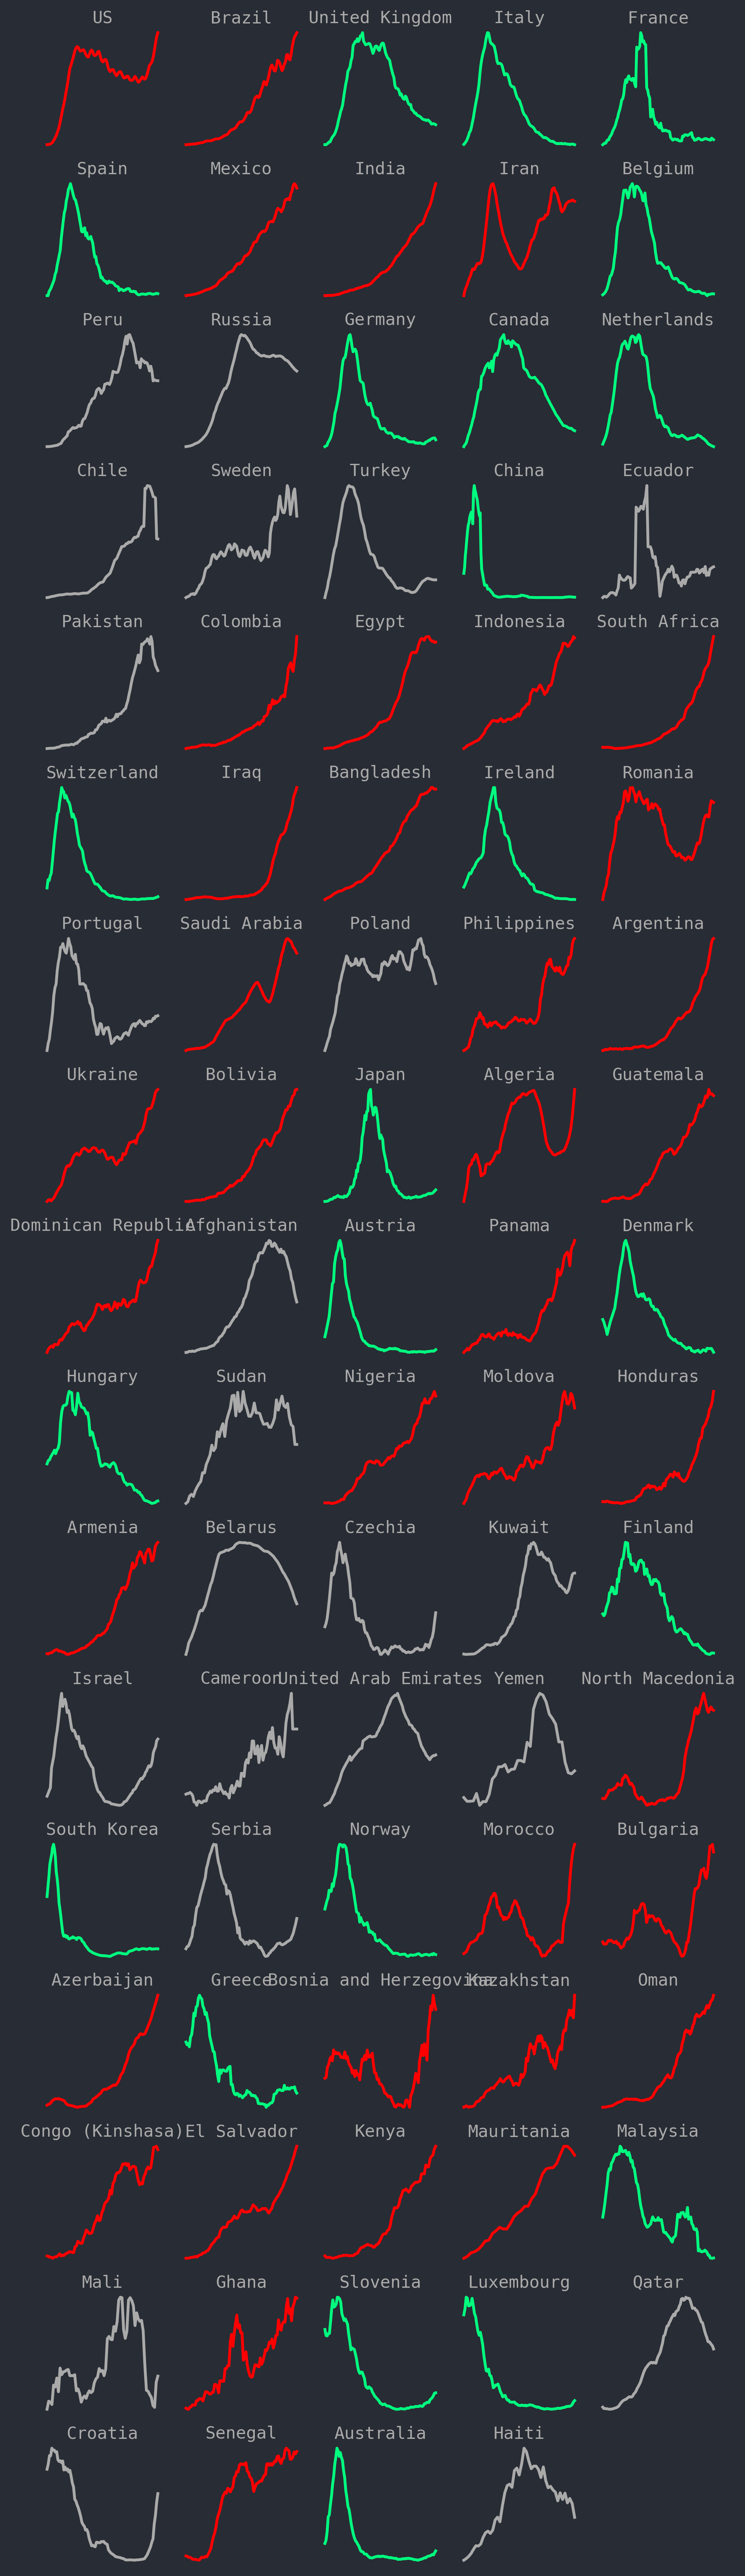 US Brazil United Kingdom Italy France
Spain Mexico India Iran Belgium
Peru Russia Germany Canada Netherlands
Chile Sweden Turkey China Ecuador
Pakistan Colombia Egypt Indonesia South Africa
Switzerland Iraq Bangladesh Ireland Romania
Portugal Saudi Arabia Poland Philippines Argentina
Ukraine Bolivia Japan Algeria Guatemala
Dominican Republic Afghanistan Austria Panama Denmark
Hungary Sudan Nigeria Moldova Honduras
Armenia Belarus Czechia Kuwait Finland
Israel Cameroon United Arab Emirates Yemen North Macedonia
South Korea Serbia Norway Morocco Bulgaria
Azerbaijan Greece Bosnia and Herzegovina Kazakhstan Oman
Congo (Kinshasa) El Salvador Kenya Mauritania Malaysia
Mali Ghana Slovenia Luxembourg Qatar
Croatia Senegal Australia Haiti